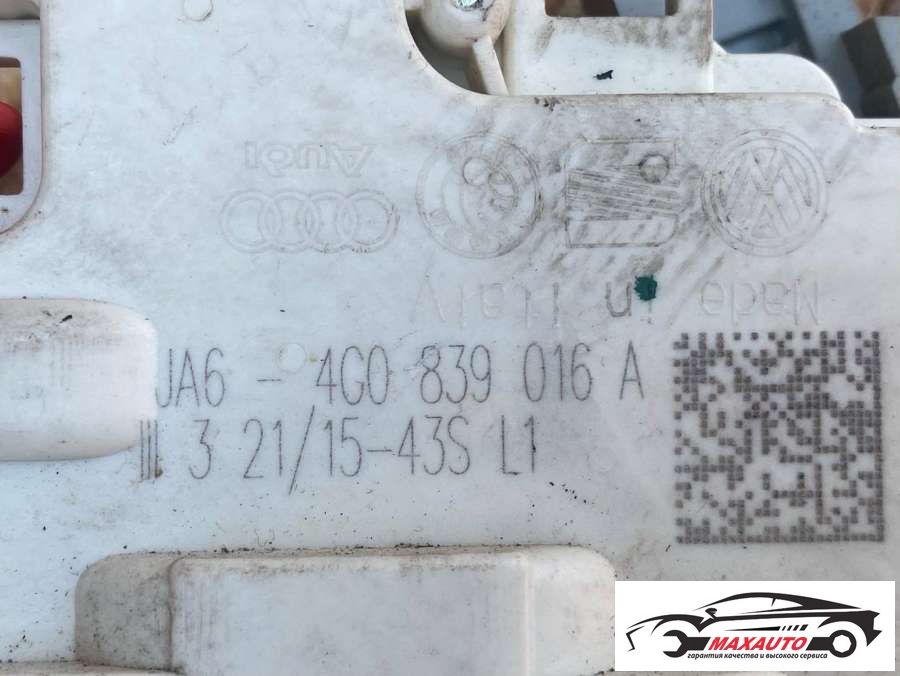 Audi
Made in Italy
JA6 - 4G0 839 016 A
3 21/15-43S L1
MAXAUTO
гарантия качества и высокого сервиса